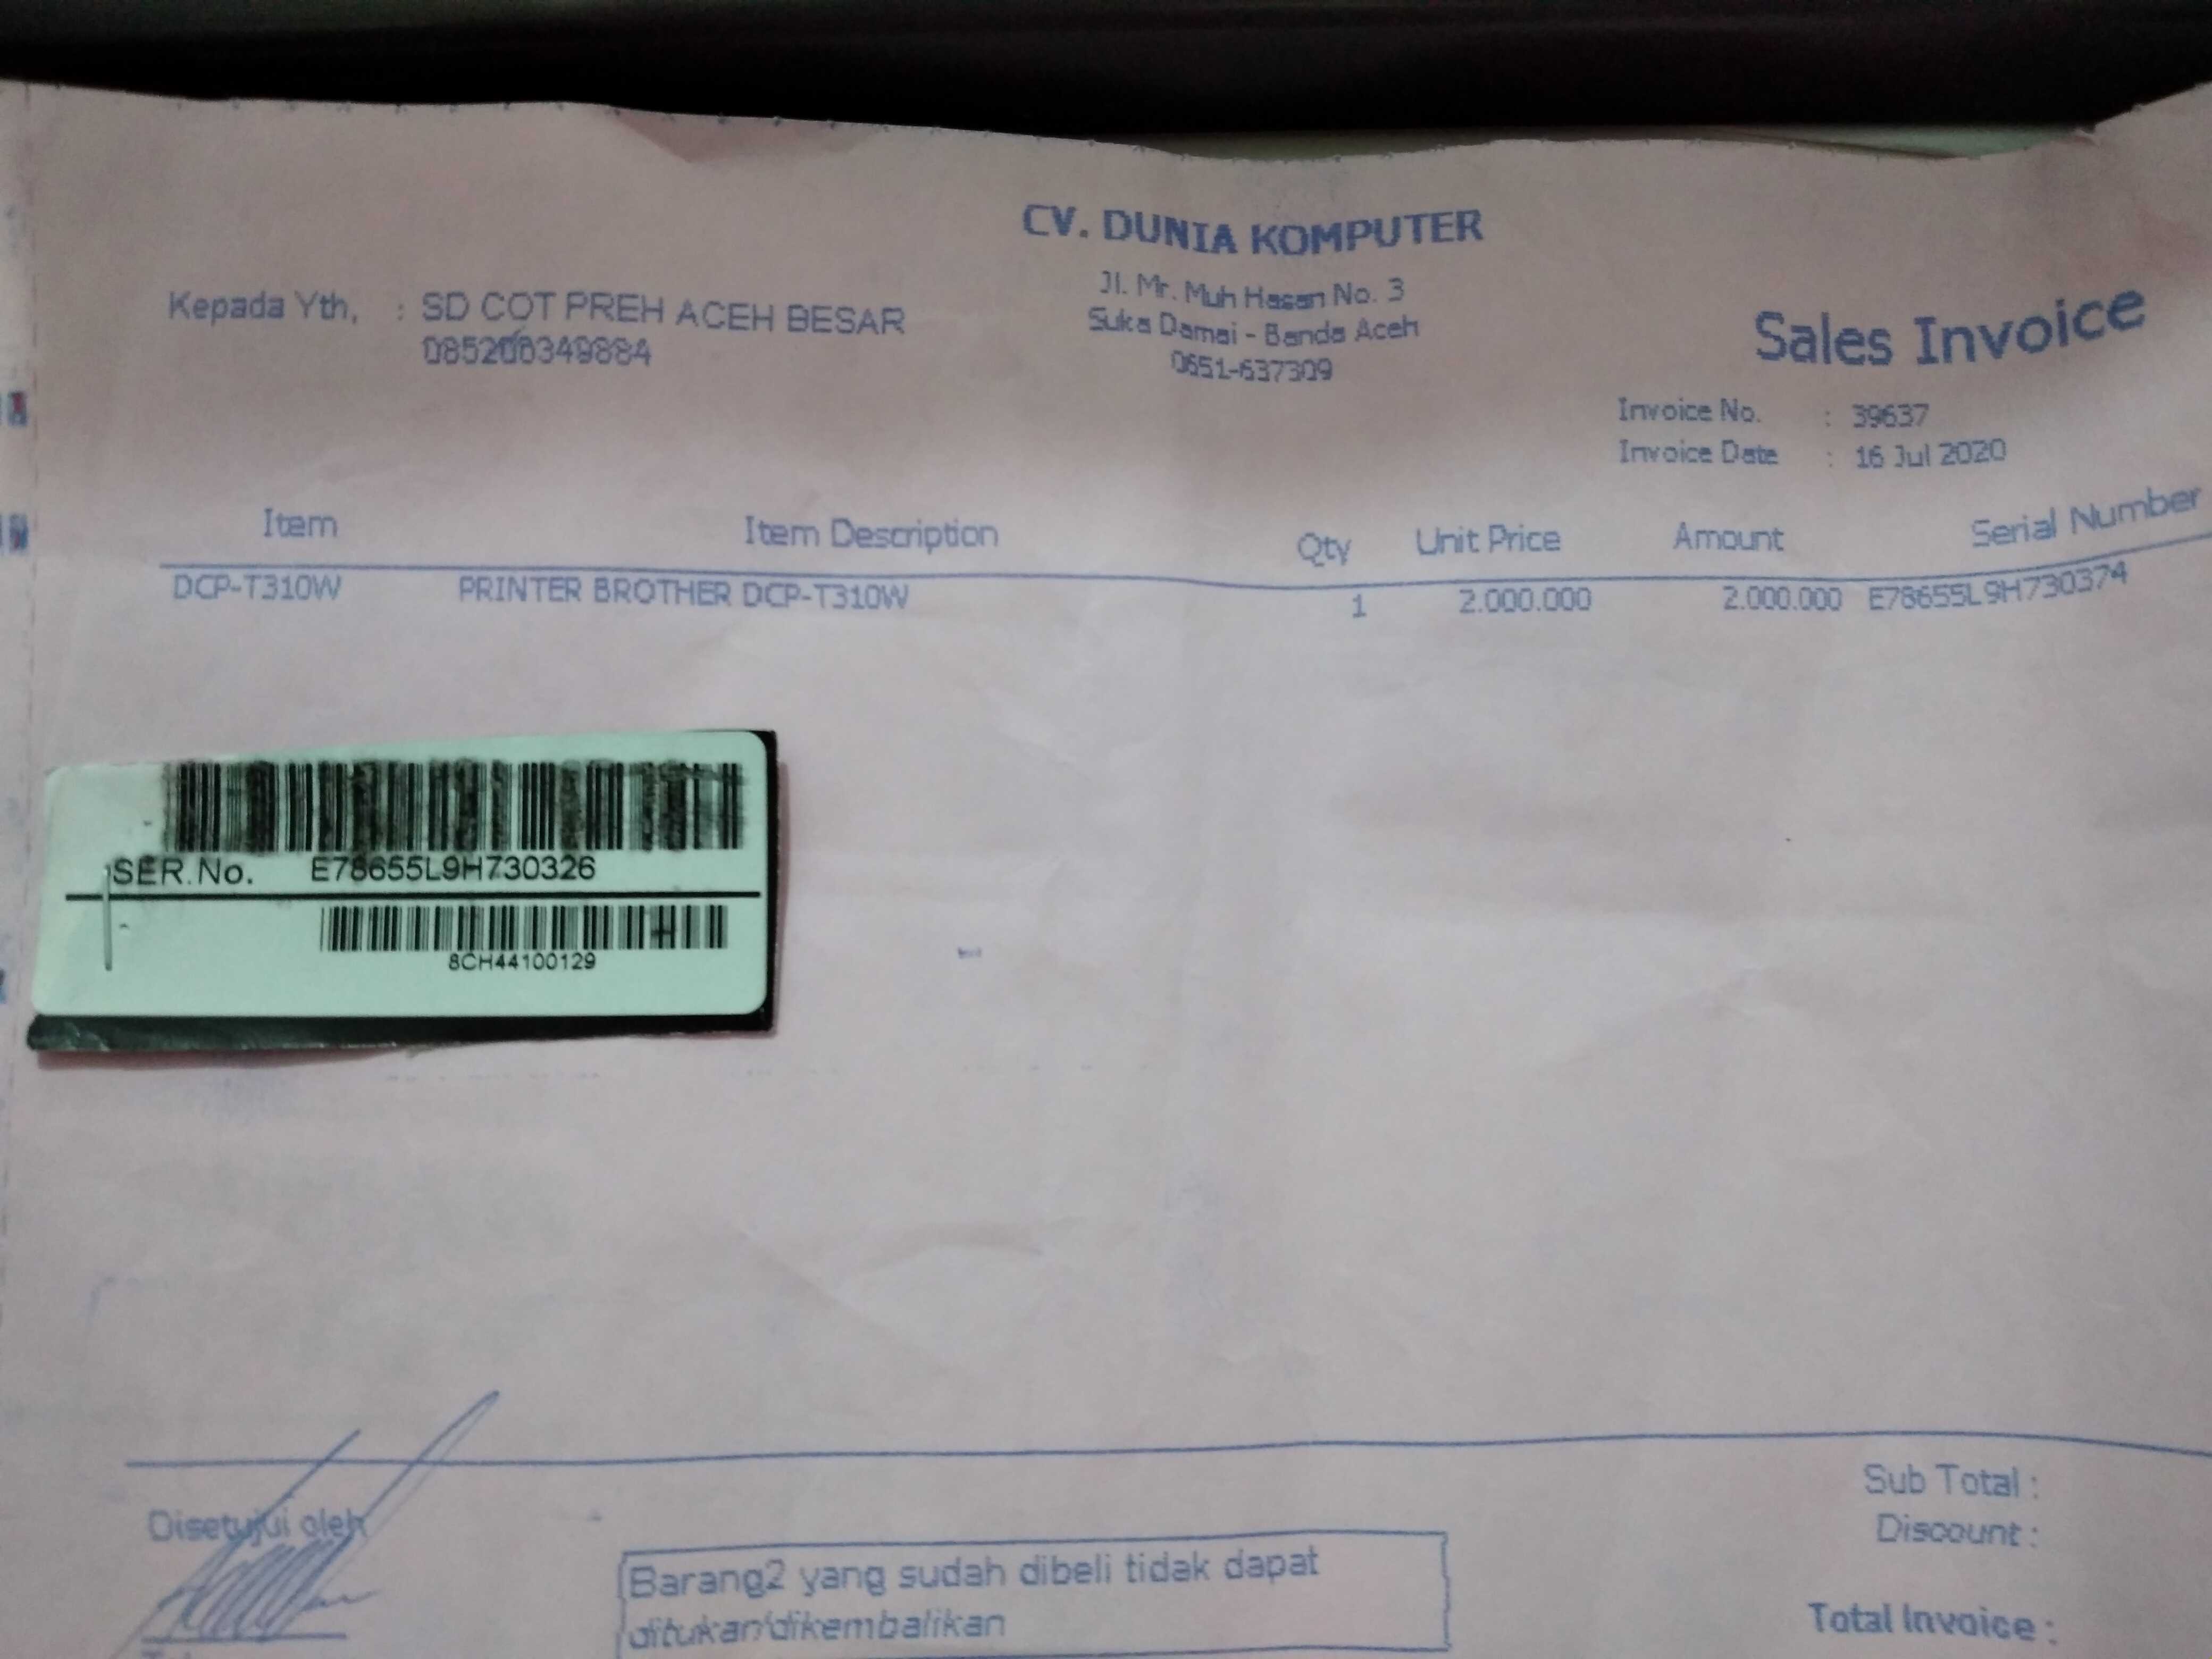 CV. DUNIA KOMPUTER
Jl. Mr. Muh Hasan No. 3
Suka Damai - Banda Aceh
0651-637309
Kepada Yth, : SD COT PREH ACEH BESAR
085206349884
Sales Invoice
Invoice No. : 39637
Invoice Date : 16 Jul 2020
Item Item Description Qty Unit Price Amount Serial Number
DCP-T310W PRINTER BROTHER DCP-T310W 1 2.000.000 2.000.000 E78655L9H730374
SER.No. E78655L9H730326
8CH44100129
Disetujui oleh
Barang2 yang sudah dibeli tidak dapat
ditukan/dikembalikan
Sub Total :
Discount :
Total Invoice :